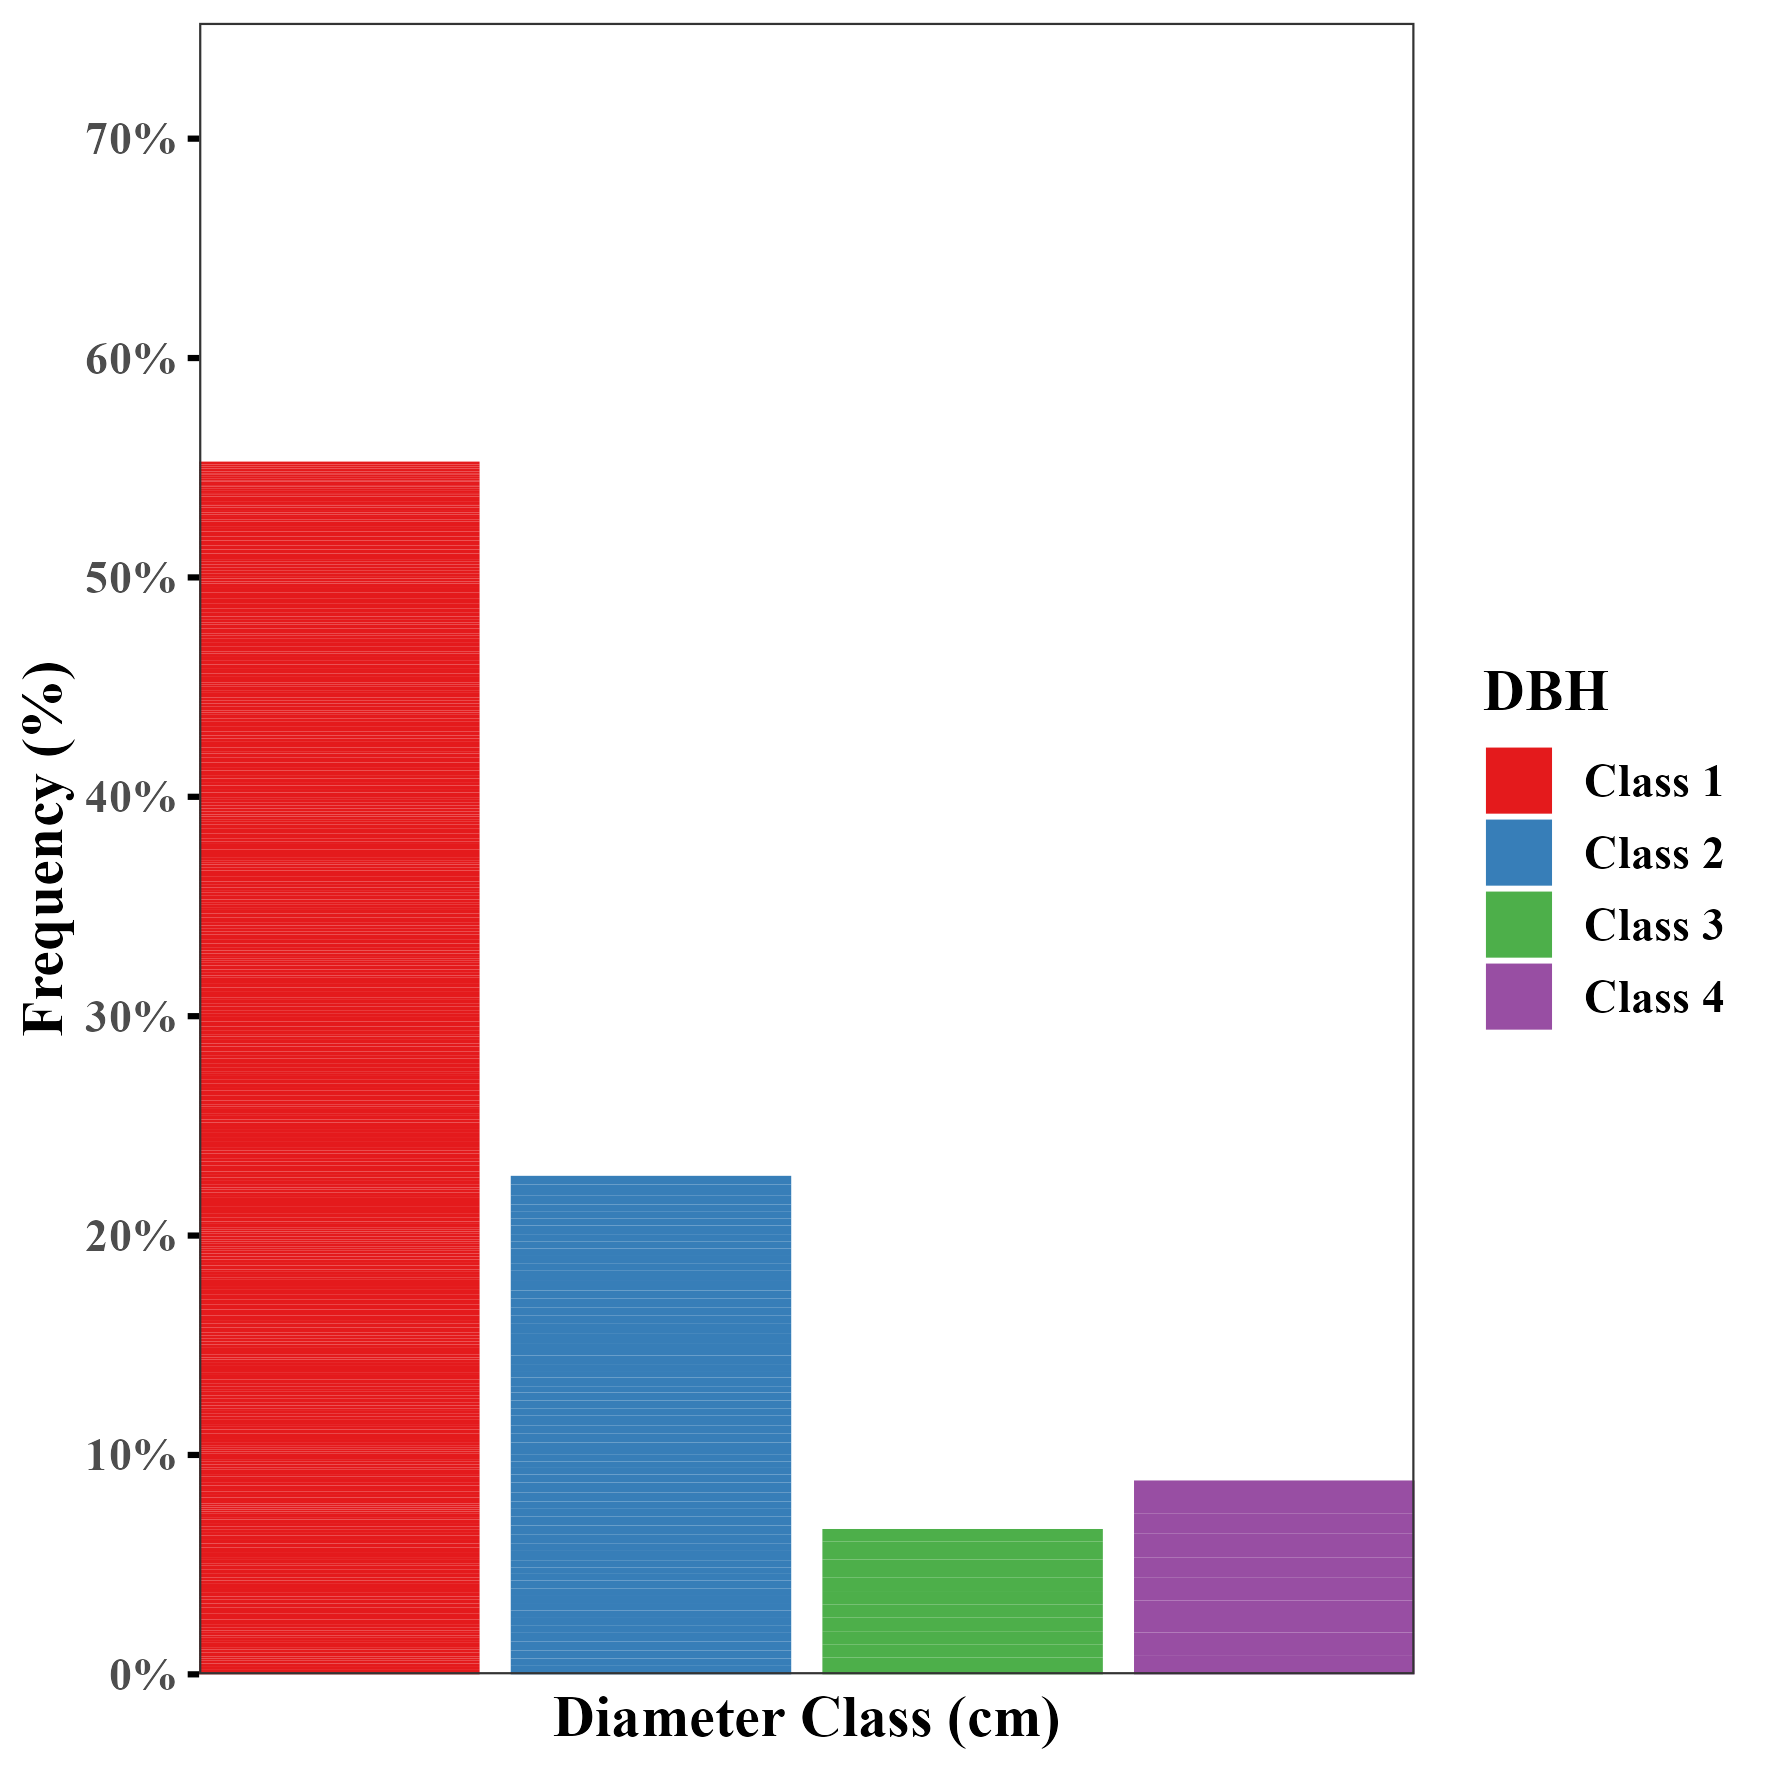 70%
60%
50%
40%
30%
20%
10%
0%
Frequency (%)
Diameter Class (cm)
DBH
Class 1
Class 2
Class 3
Class 4